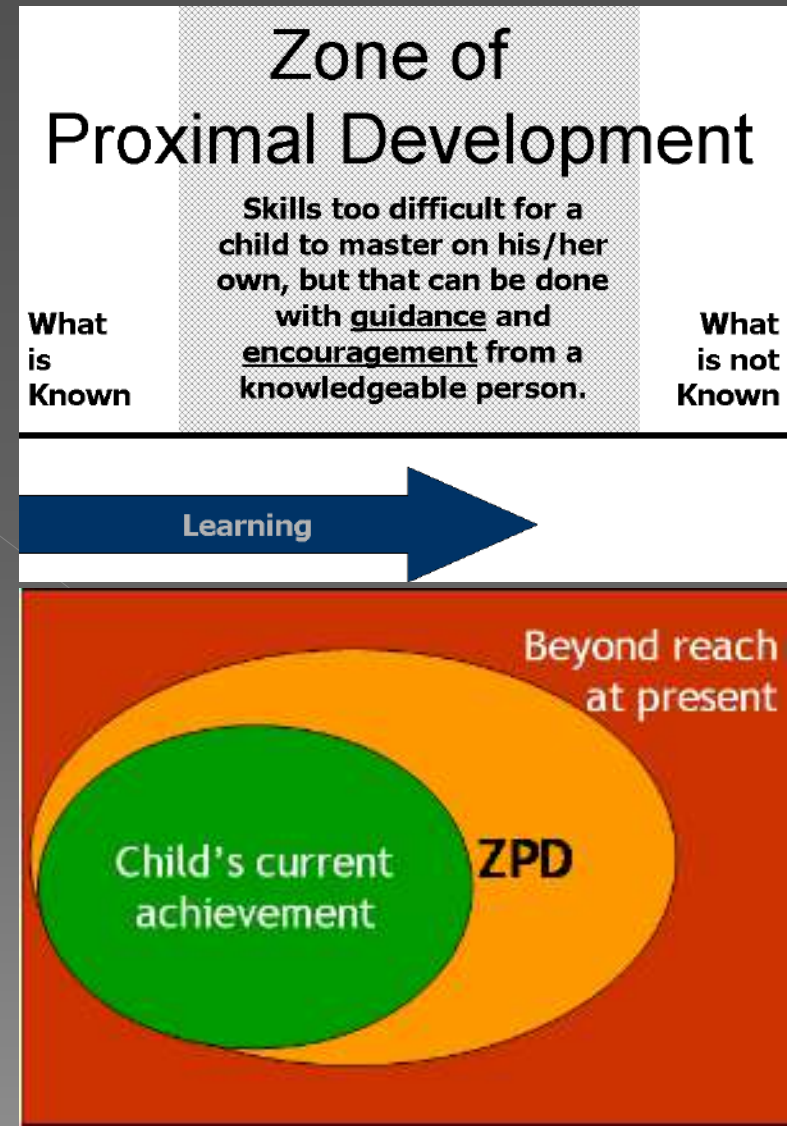 Zone of
Proximal Development
Skills too difficult for a
child to master on his/her
own, but that can be done
with guidance and
encouragement from a
knowledgeable person.
What
is
Known
What
is not
Known
Learning
Beyond reach
at present
Child's current
achievement
ZPD